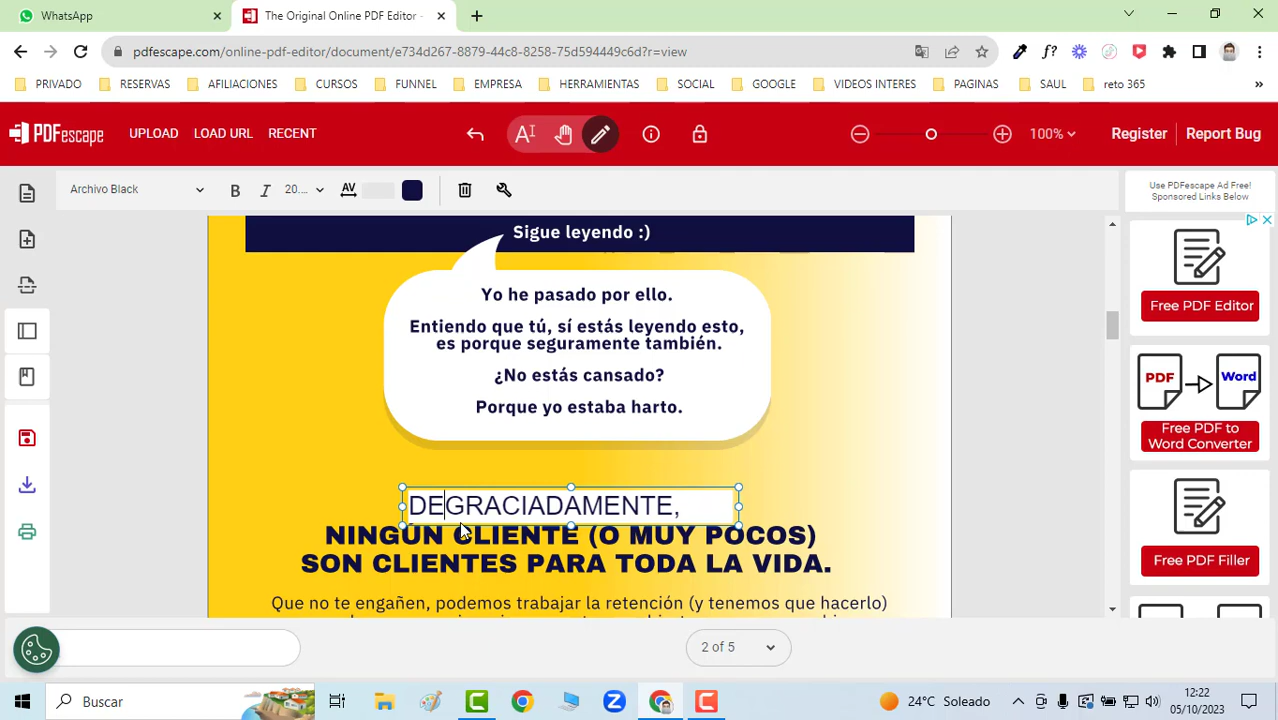 WhatsApp
The Original Online PDF Editor -
pdfescape.com/online-pdf-editor/document/e734d267-8879-44c8-8258-75d594449c6d?r=view
PRIVADO RESERVAS AFILIACIONES CURSOS FUNNEL EMPRESA HERRAMIENTAS SOCIAL GOOGLE VIDEOS INTERES PAGINAS SAUL reto 365 »
PDFescape UPLOAD LOAD URL RECENT 100% Register Report Bug
Archivo Black B I 20.... AV
Use PDFescape Ad Free!
Sponsored Links Below
Sigue leyendo :)
Yo he pasado por ello.
Entiendo que tú, sí estás leyendo esto,
es porque seguramente también.
¿No estás cansado?
Porque yo estaba harto.
DEGRACIADAMENTE,
NINGÚN CLIENTE (O MUY POCOS)
SON CLIENTES PARA TODA LA VIDA.
Que no te engañen, podemos trabajar la retención (y tenemos que hacerlo)
Free PDF Editor
PDF Word
Free PDF to
Word Converter
Free PDF Filler
2 of 5
Buscar
24°C Soleado
12:22
05/10/2023